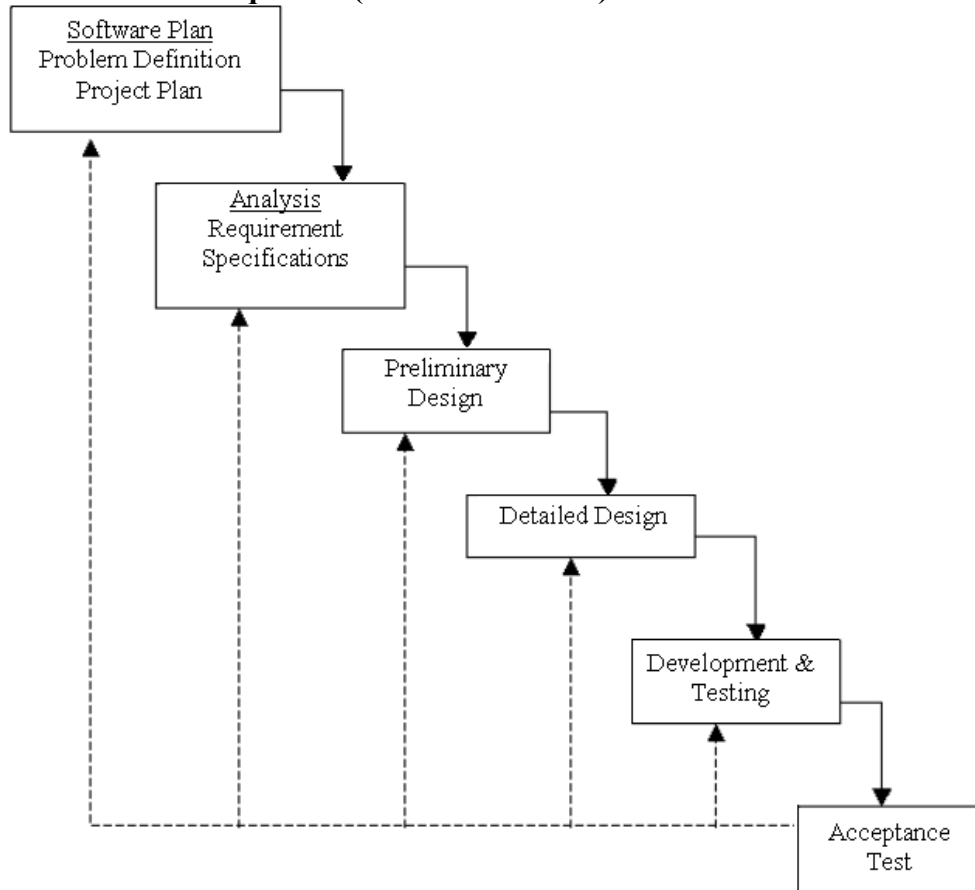 Software Plan
Problem Definition
Project Plan
Analysis
Requirement
Specifications
Preliminary
Design
Detailed Design
Development &
Testing
Acceptance
Test